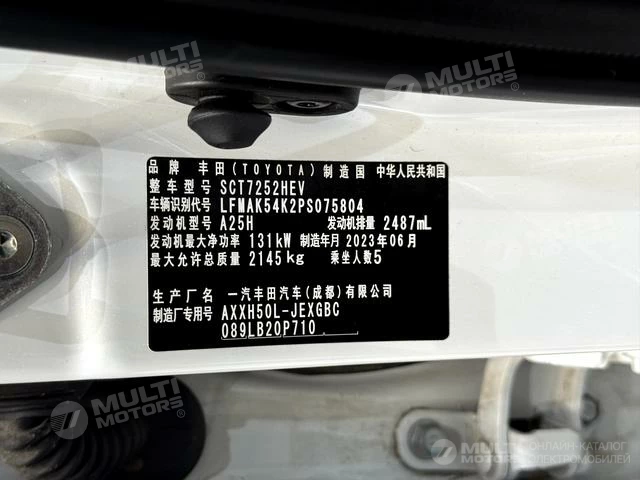 品牌 丰田(TOYOTA) 制造国 中华人民共和国
整车型号 SCT7252HEV
车辆识别代号 LFMAK54K2PS075804
发动机型号 A25H 发动机排量 2487mL
发动机最大净功率 131kW 制造年月 2023年06月
最大允许总质量 2145kg 乘坐人数5
生产厂名 一汽丰田汽车(成都)有限公司
制造厂专用号 AXXH50L-JEXGBC
089LB20P710
MULTI MOTORS®
MULTI MOTORS®
MULTI MOTORS®
MULTI MOTORS
ОНЛАЙН-КАТАЛОГ
ЭЛЕКТРОМОБИЛЕЙ